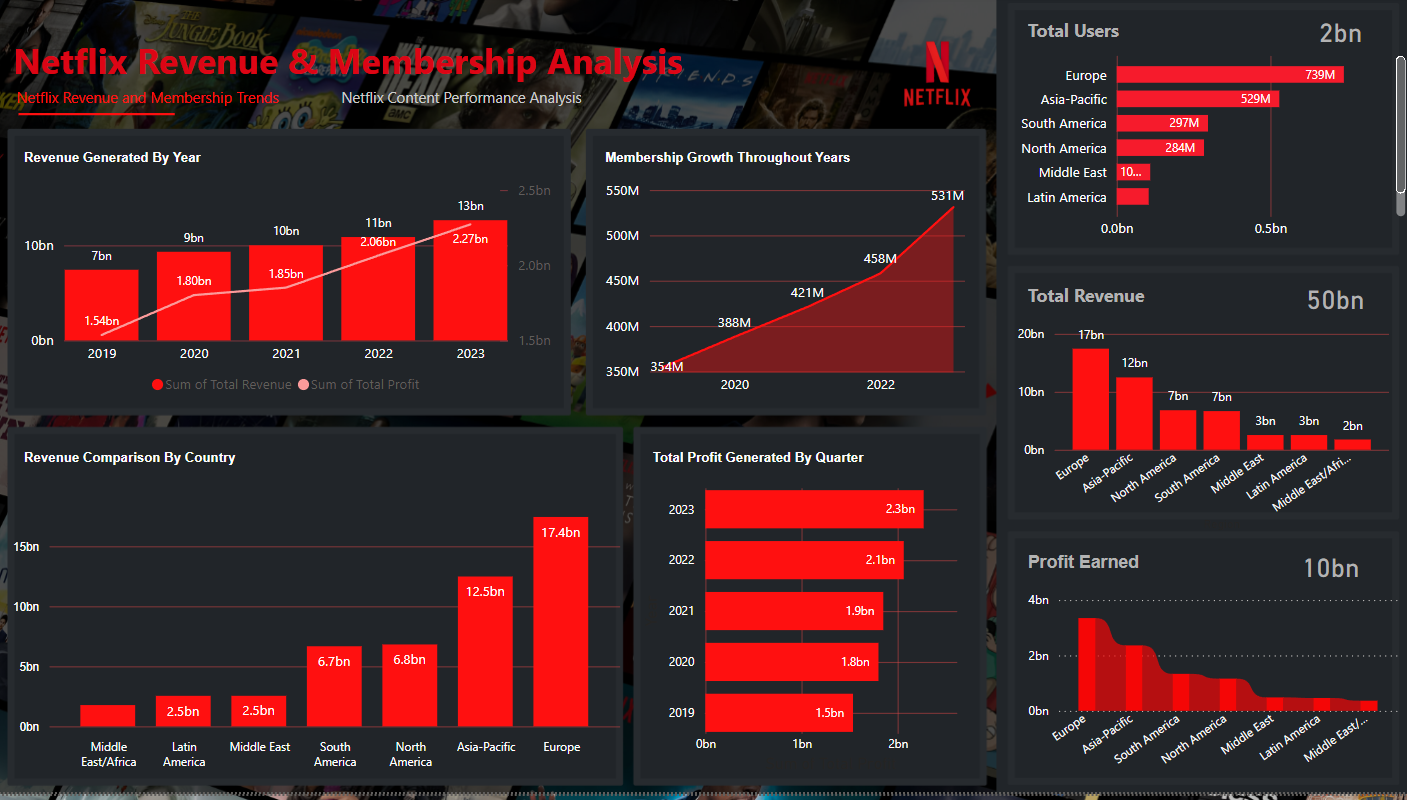 THE
JUNGLE BOOK
FRIENDS
amc
Netflix Revenue & Membership Analysis
Netflix Revenue and Membership Trends
Netflix Content Performance Analysis
NETFLIX
Revenue Generated By Year
2.5bn
2.0bn
1.5bn
10bn
0bn
7bn
9bn
10bn
11bn
13bn
1.54bn
1.80bn
1.85bn
2.06bn
2.27bn
2019
2020
2021
2022
2023
Sum of Total Revenue
Sum of Total Profit
Membership Growth Throughout Years
550M
500M
450M
400M
350M
354M
388M
421M
458M
531M
2020
2022
Revenue Comparison By Country
15bn
10bn
5bn
0bn
2.5bn
2.5bn
6.7bn
6.8bn
12.5bn
17.4bn
Middle
East/Africa
Latin
America
Middle East
South
America
North
America
Asia-Pacific
Europe
Total Profit Generated By Quarter
2023
2.3bn
2022
2.1bn
2021
1.9bn
2020
1.8bn
2019
1.5bn
0bn
1bn
2bn
Total Users
2bn
Europe
739M
Asia-Pacific
529M
South America
297M
North America
284M
Middle East
10...
Latin America
0.0bn
0.5bn
Total Revenue
50bn
20bn
10bn
0bn
17bn
12bn
7bn
7bn
3bn
3bn
2bn
Europe
Asia-Pacific
North America
South America
Middle East
Latin America
Middle East/Afri...
Profit Earned
10bn
4bn
2bn
0bn
Europe
Asia-Pacific
South America
North America
Middle East
Latin America
Middle East/...